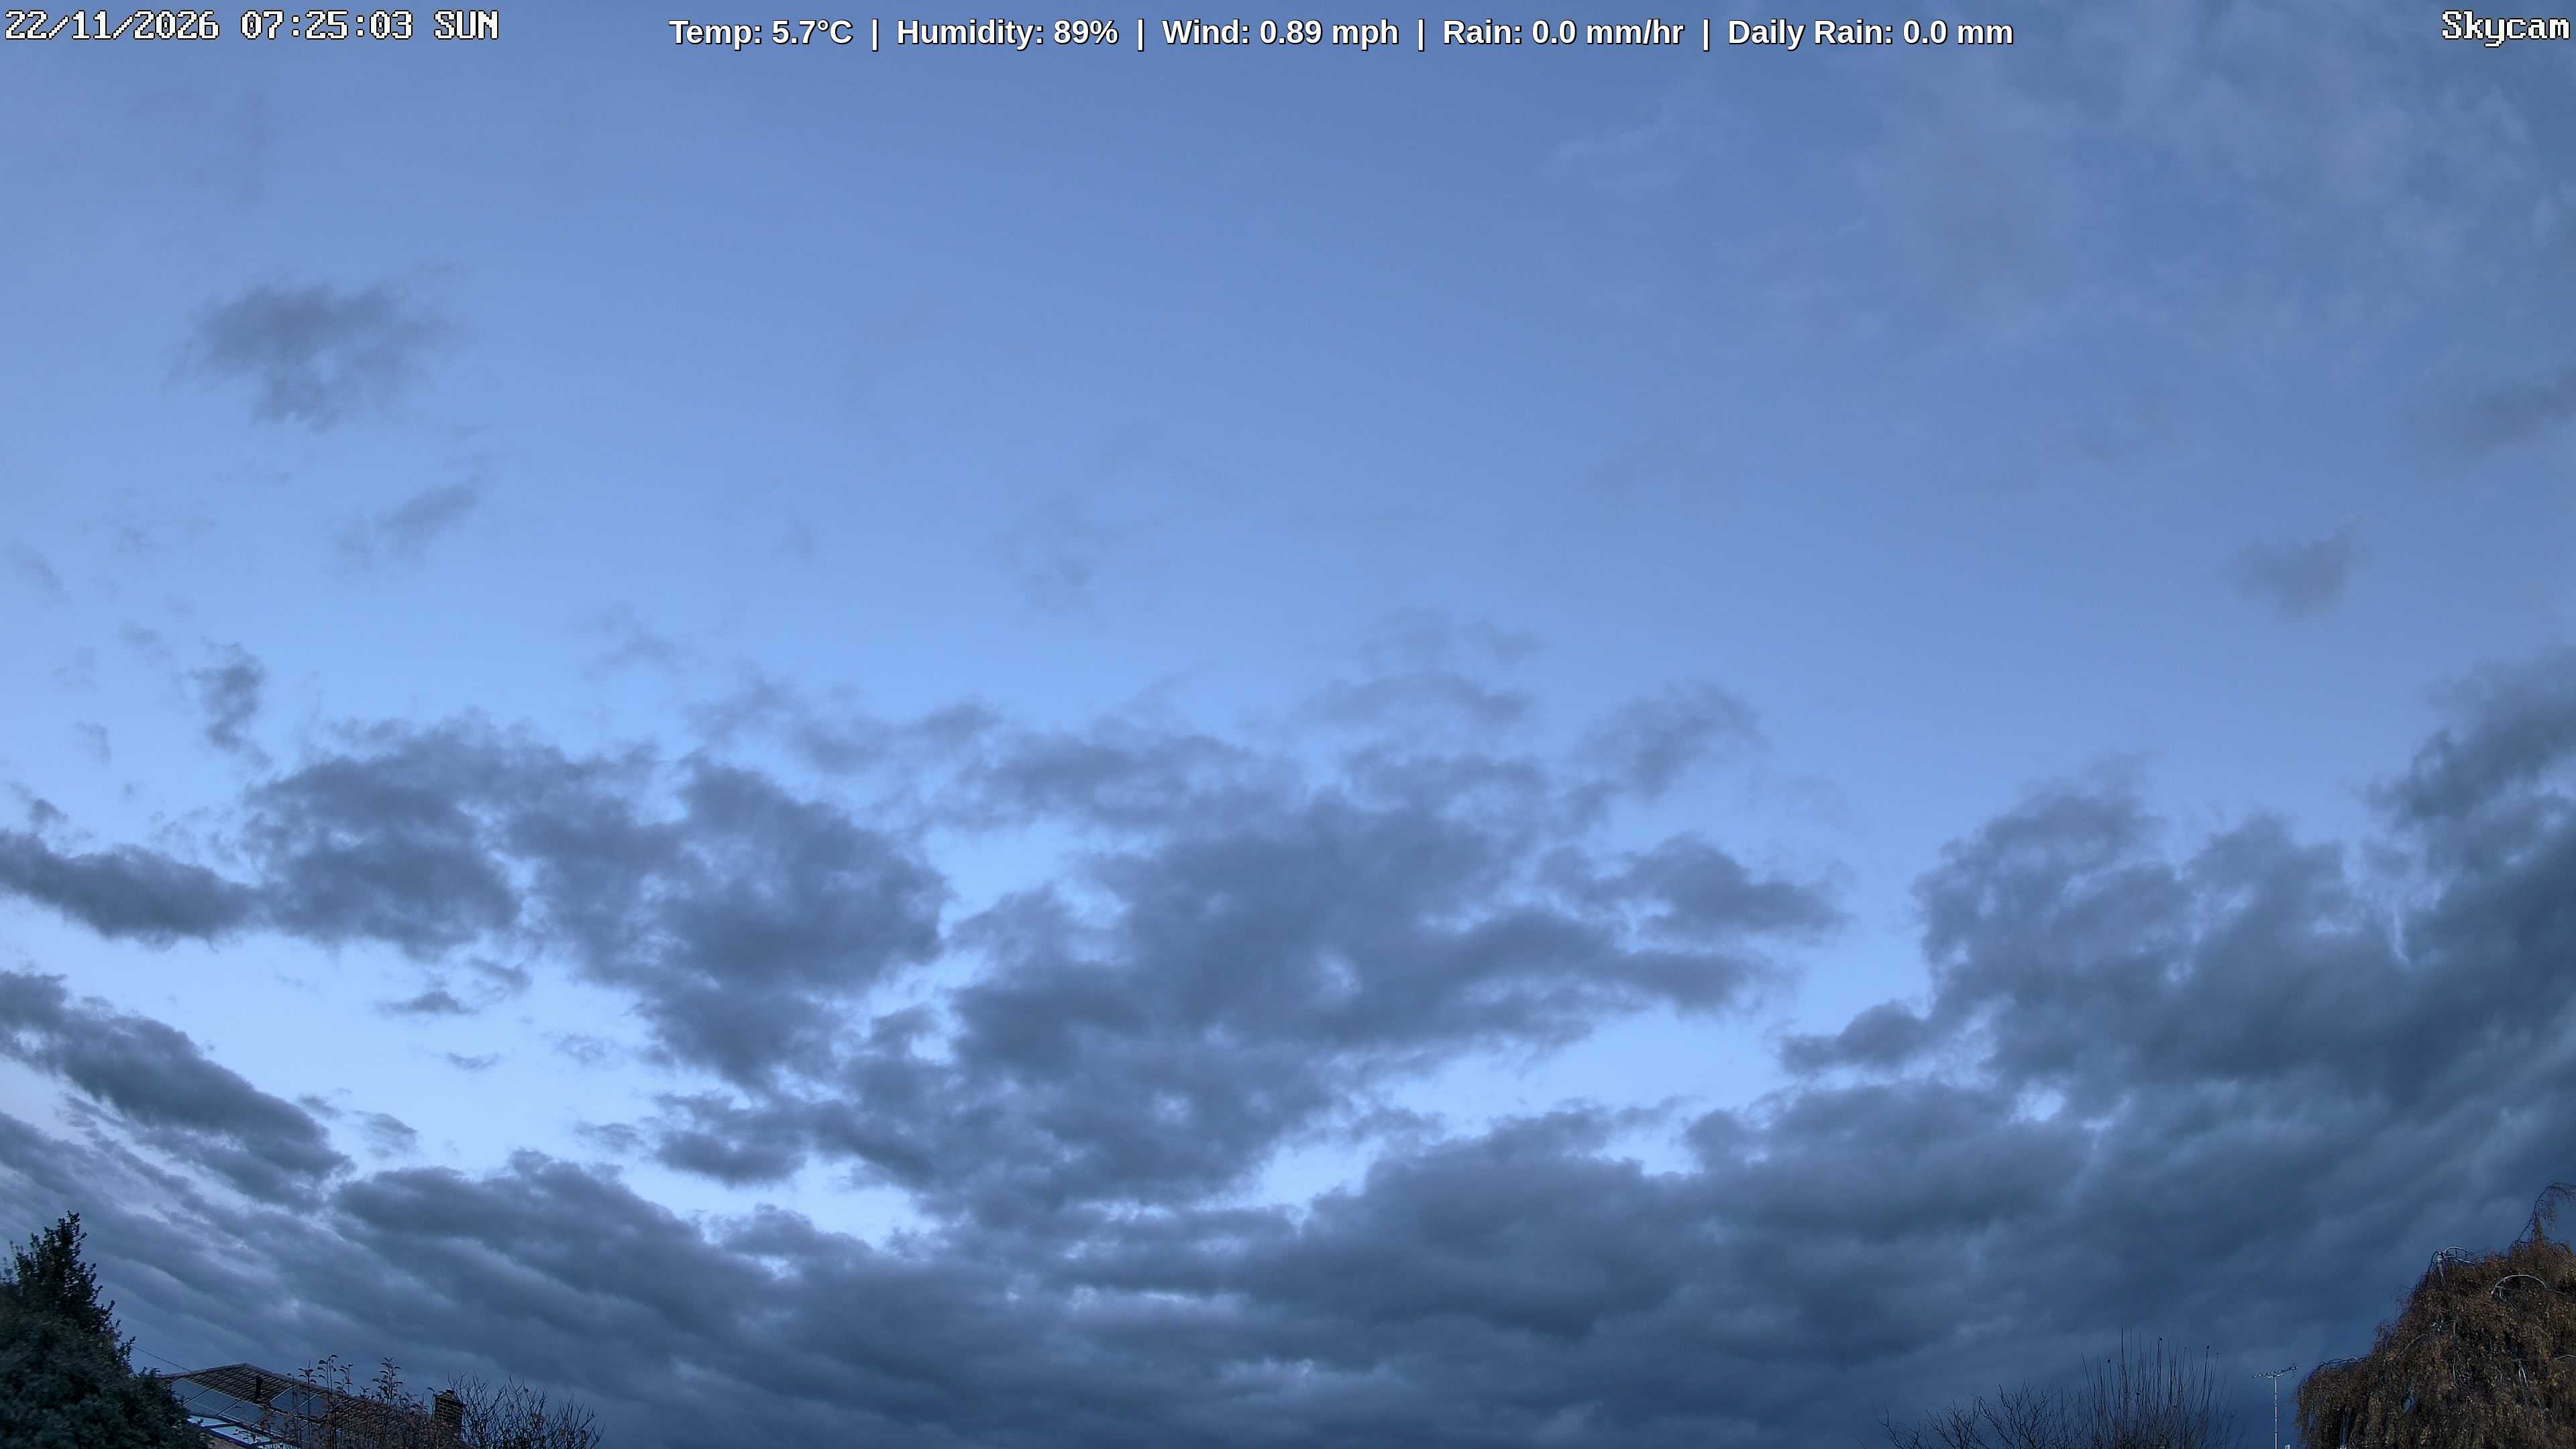 22/11/2026 07:25:03 SUN
Temp: 5.7°C | Humidity: 89% | Wind: 0.89 mph | Rain: 0.0 mm/hr | Daily Rain: 0.0 mm
Skycam